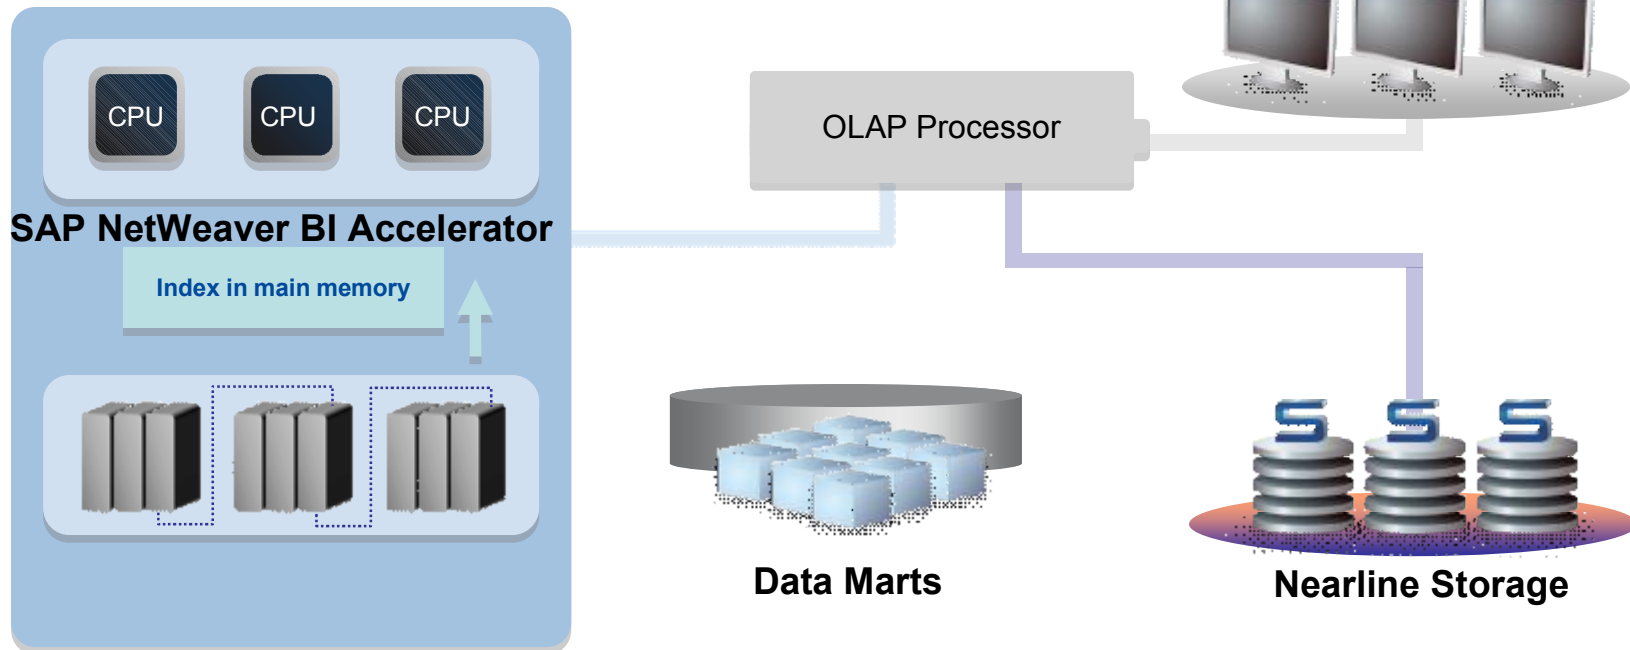 CPU
CPU
CPU
OLAP Processor
SAP NetWeaver BI Accelerator
Index in main memory
S
S
S
Data Marts
Nearline Storage